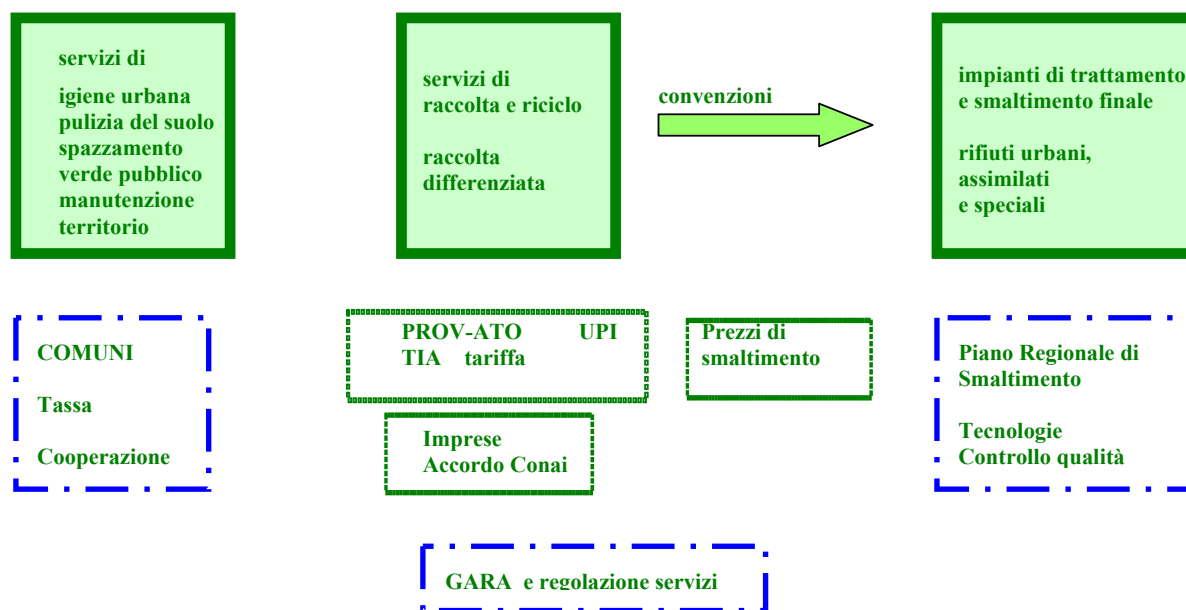 servizi di
igiene urbana
pulizia del suolo
spazzamento
verde pubblico
manutenzione
territorio
servizi di
raccolta e riciclo
raccolta
differenziata
convenzioni
impianti di trattamento
e smaltimento finale
rifiuti urbani,
assimilati
e speciali
COMUNI
Tassa
Cooperazione
PROV-ATO UPI
TIA tariffa
Imprese
Accordo Conai
Prezzi di
smaltimento
Piano Regionale di
Smaltimento
Tecnologie
Controllo qualità
GARA e regolazione servizi